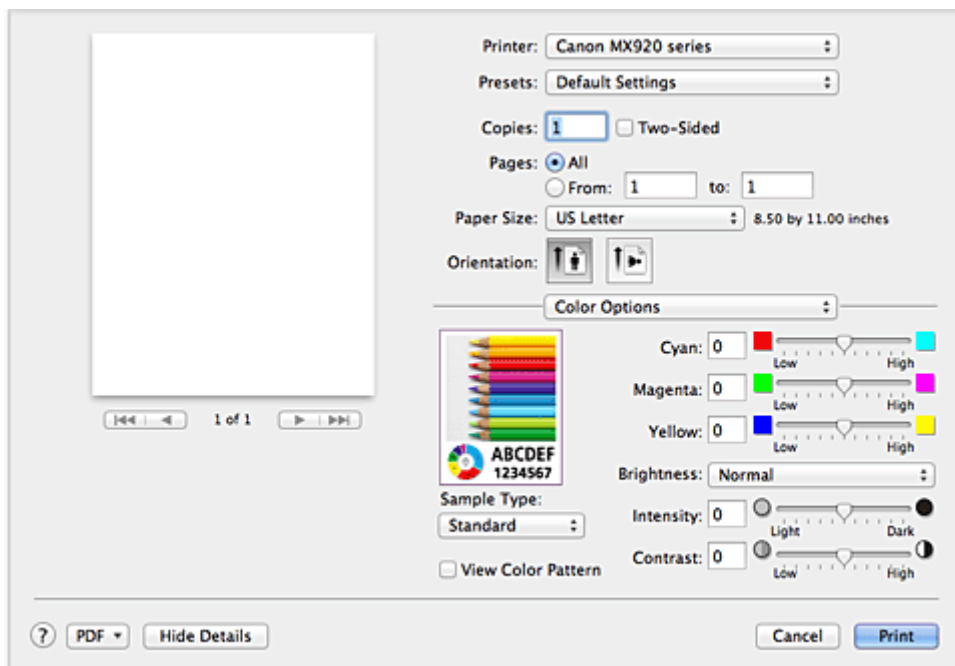 Printer: Canon MX920 series
Presets: Default Settings
Copies: 1 Two-Sided
Pages: All
From: 1 to: 1
Paper Size: US Letter 8.50 by 11.00 inches
Orientation:
Color Options
1 of 1
ABCDEF
1234567
Sample Type:
Standard
View Color Pattern
Cyan: 0
Low High
Magenta: 0
Low High
Yellow: 0
Low High
Brightness: Normal
Intensity: 0
Light Dark
Contrast: 0
Low High
? PDF Hide Details Cancel Print